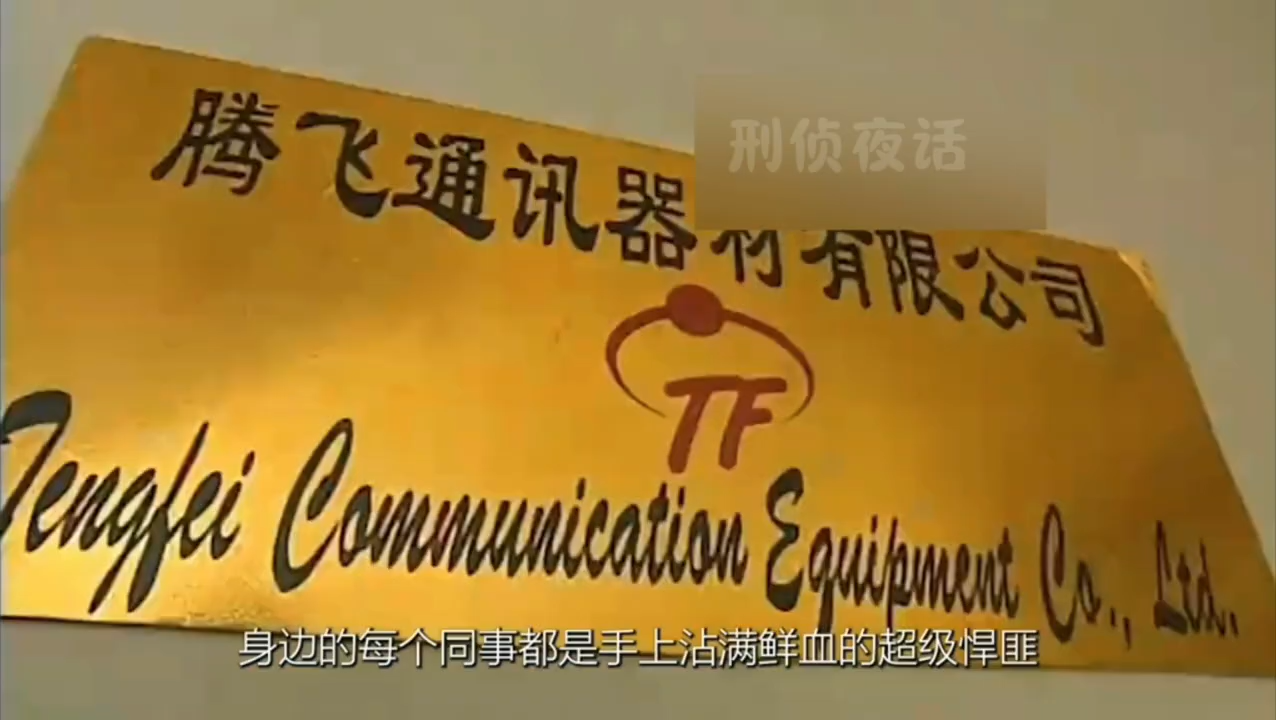 刑侦夜话
腾飞通讯器材有限公司
TF
Tengfei Communication Equipment Co., Ltd.
身边的每个同事都是手上沾满鲜血的超级悍匪